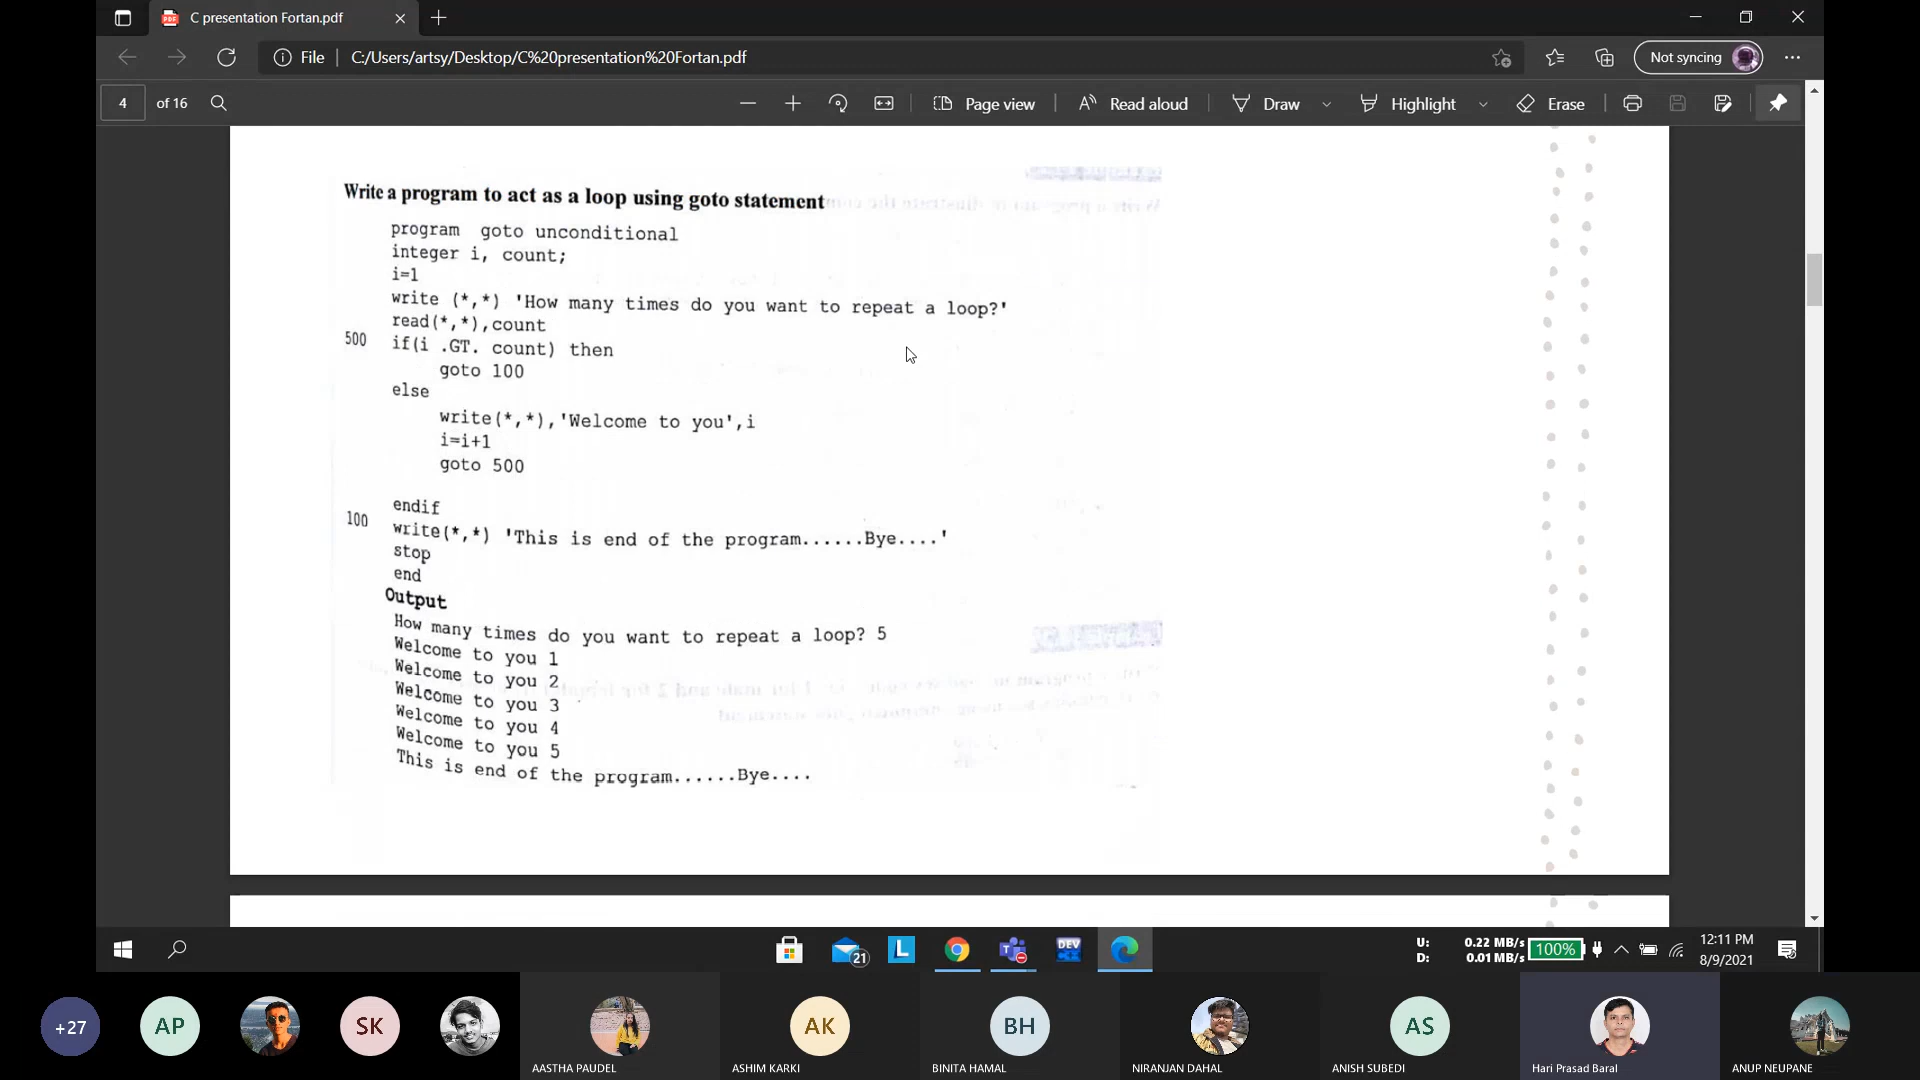 C presentation Fortan.pdf
File
C:/Users/artsy/Desktop/C%20presentation%20Fortan.pdf
Not syncing
4 of 16
Page view
Read aloud
Draw
Highlight
Erase
Write a program to act as a loop using goto statement
program goto unconditional
integer i, count;
i=1
write (*,*) 'How many times do you want to repeat a loop?'
read(*,*),count
500 if(i .GT. count) then
goto 100
else
write(*,*),'Welcome to you',i
i=i+1
goto 500
endif
100 write(*,*) 'This is end of the program......Bye....'
stop
end
Output
How many times do you want to repeat a loop? 5
Welcome to you 1
Welcome to you 2
Welcome to you 3
Welcome to you 4
Welcome to you 5
This is end of the program......Bye....
21
L
T
DEV
U: 0.22 MB/s
D: 0.01 MB/s
100%
12:11 PM
8/9/2021
+27
AP
SK
AK
BH
AS
AASTHA PAUDEL
ASHIM KARKI
BINITA HAMAL
NIRANJAN DAHAL
ANISH SUBEDI
Hari Prasad Baral
ANUP NEUPANE